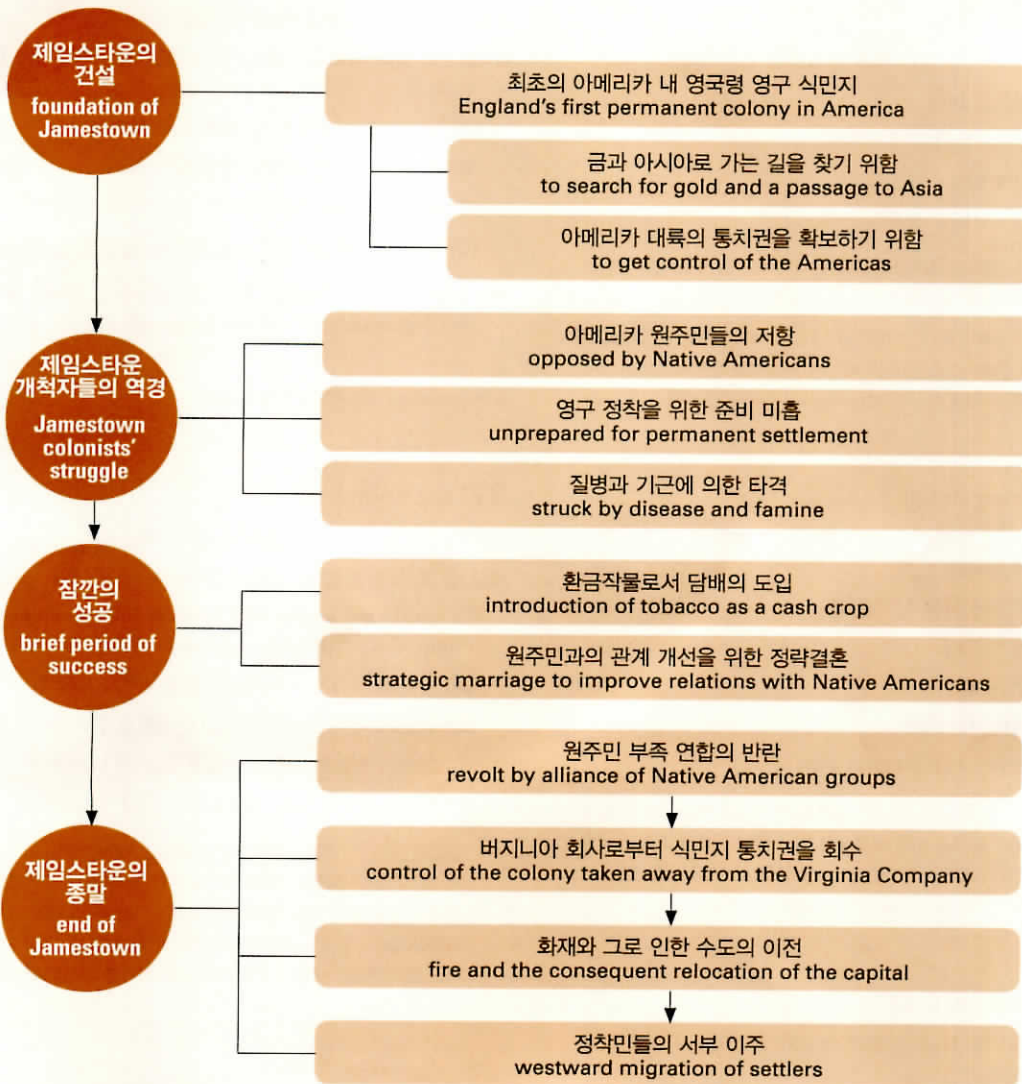 제임스타운의
건설
foundation of
Jamestown
최초의 아메리카 내 영국령 영구 식민지
England's first permanent colony in America
금과 아시아로 가는 길을 찾기 위함
to search for gold and a passage to Asia
아메리카 대륙의 통치권을 확보하기 위함
to get control of the Americas
제임스타운
개척자들의 역경
Jamestown
colonists'
struggle
아메리카 원주민들의 저항
opposed by Native Americans
영구 정착을 위한 준비 미흡
unprepared for permanent settlement
질병과 기근에 의한 타격
struck by disease and famine
잠깐의
성공
brief period of
success
환금작물로서 담배의 도입
introduction of tobacco as a cash crop
원주민과의 관계 개선을 위한 정략결혼
strategic marriage to improve relations with Native Americans
제임스타운의
종말
end of
Jamestown
원주민 부족 연합의 반란
revolt by alliance of Native American groups
버지니아 회사로부터 식민지 통치권을 회수
control of the colony taken away from the Virginia Company
화재와 그로 인한 수도의 이전
fire and the consequent relocation of the capital
정착민들의 서부 이주
westward migration of settlers